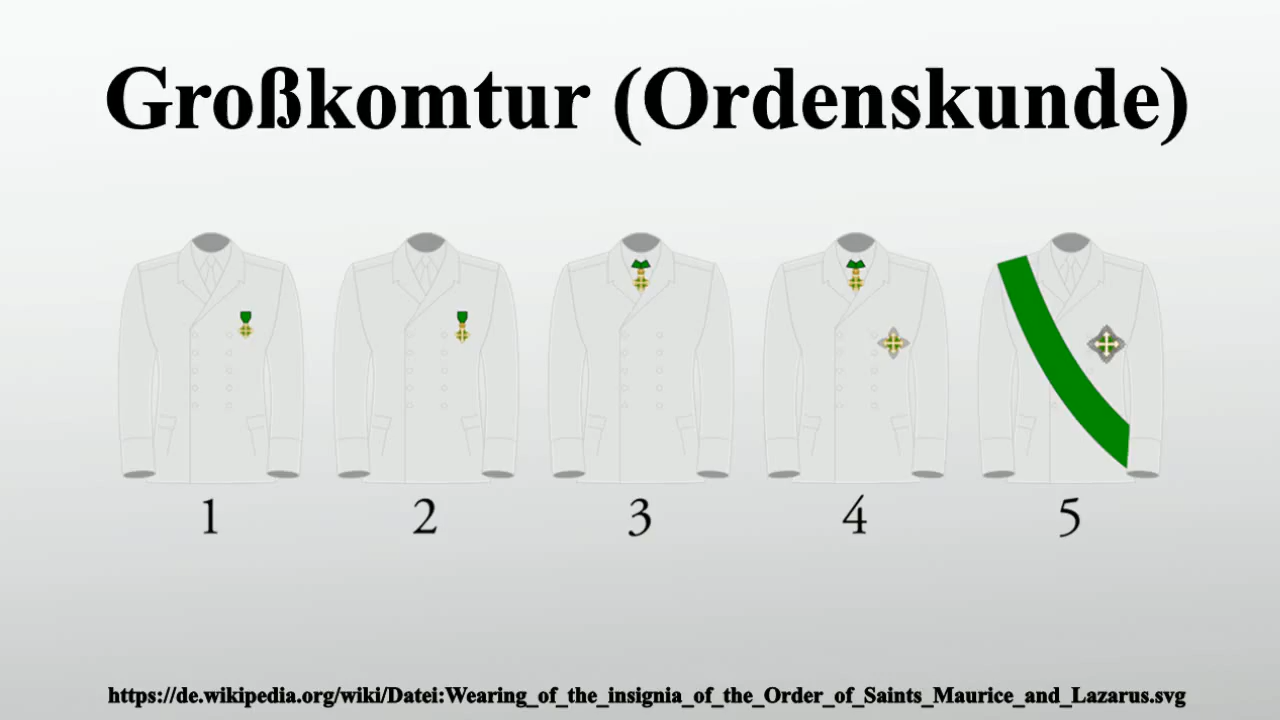 Großkomtur (Ordenskunde)
1 2 3 4 5
https://de.wikipedia.org/wiki/Datei:Wearing_of_the_insignia_of_the_Order_of_Saints_Maurice_and_Lazarus.svg